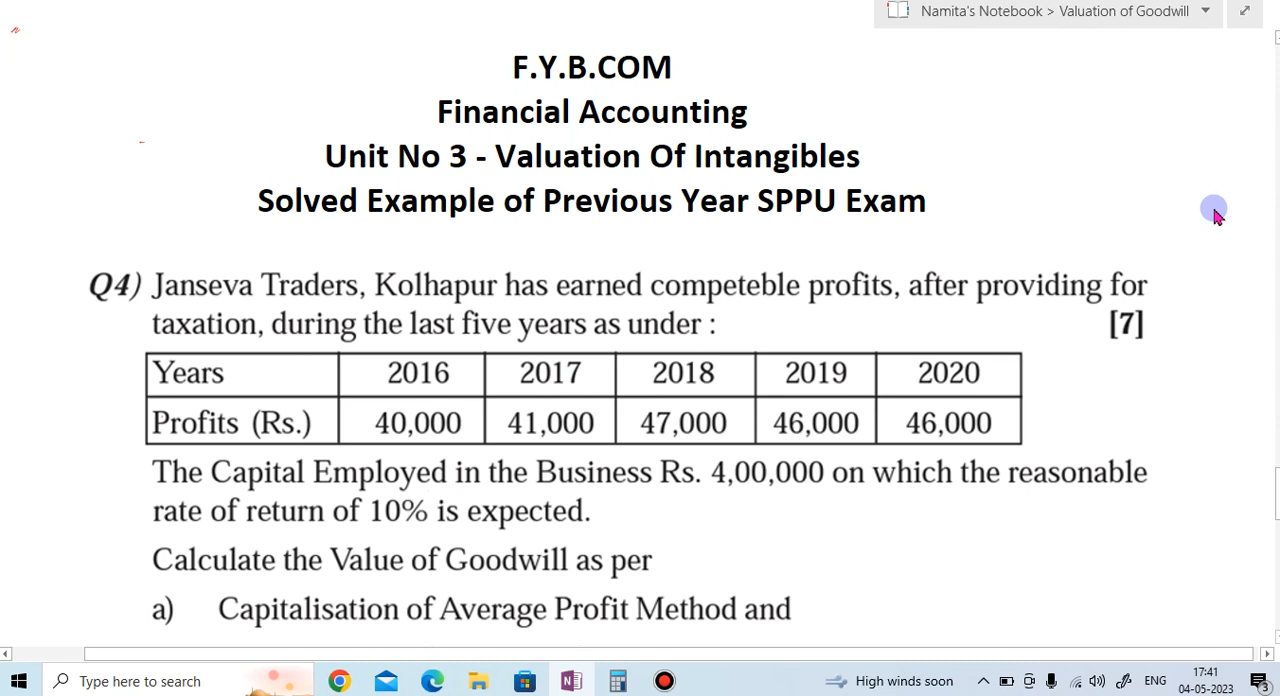 Namita's Notebook > Valuation of Goodwill
F.Y.B.COM
Financial Accounting
Unit No 3 - Valuation Of Intangibles
Solved Example of Previous Year SPPU Exam
Q4) Janseva Traders, Kolhapur has earned competeble profits, after providing for
taxation, during the last five years as under : [7]
Years 2016 2017 2018 2019 2020
Profits (Rs.) 40,000 41,000 47,000 46,000 46,000
The Capital Employed in the Business Rs. 4,00,000 on which the reasonable
rate of return of 10% is expected.
Calculate the Value of Goodwill as per
a) Capitalisation of Average Profit Method and
Type here to search
High winds soon
ENG
17:41
04-05-2023
3